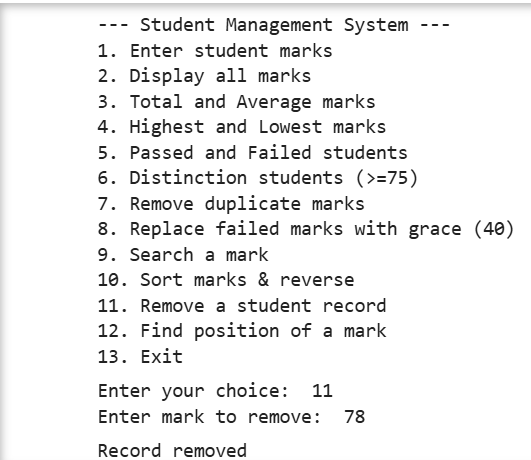 --- Student Management System ---
1. Enter student marks
2. Display all marks
3. Total and Average marks
4. Highest and Lowest marks
5. Passed and Failed students
6. Distinction students (>=75)
7. Remove duplicate marks
8. Replace failed marks with grace (40)
9. Search a mark
10. Sort marks & reverse
11. Remove a student record
12. Find position of a mark
13. Exit
Enter your choice:  11
Enter mark to remove:  78
Record removed